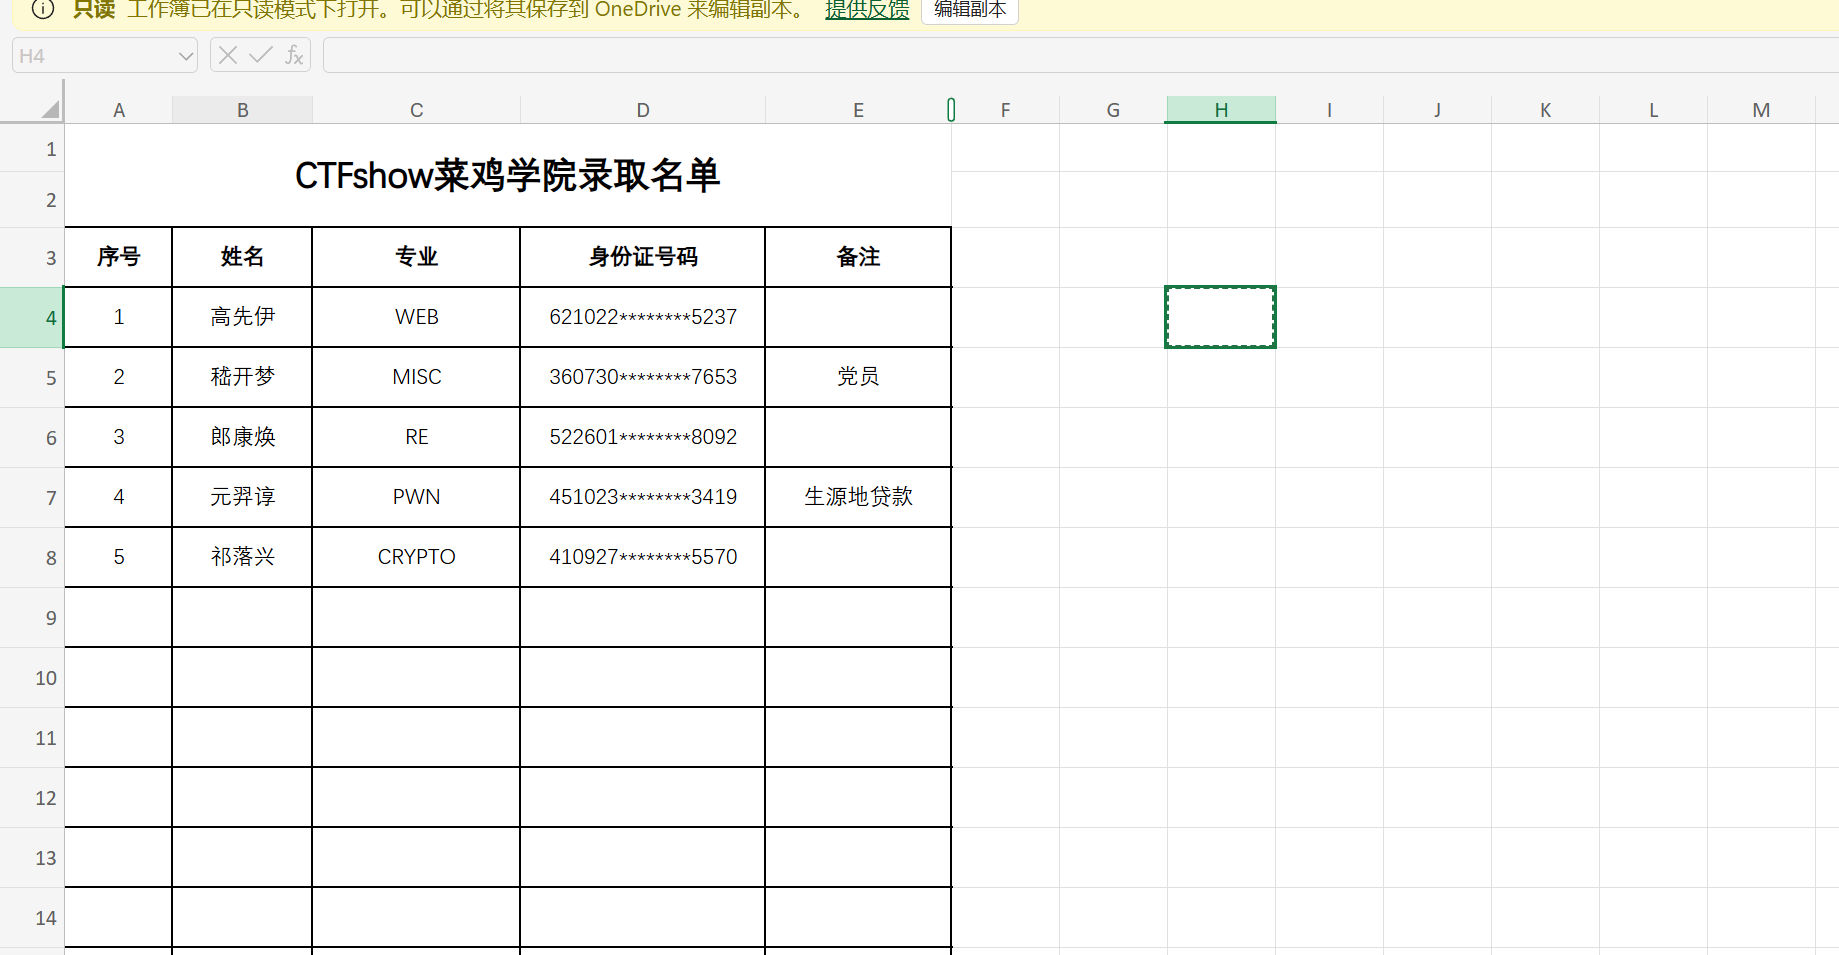 只读 工作簿已在只读模式下打开。可以通过将其保存到 OneDrive 来编辑副本。 提供反馈 编辑副本
H4 fx
A B C D E F G H I J K L M
1
CTFshow菜鸡学院录取名单
2
3 序号 姓名 专业 身份证号码 备注
4 1 高先伊 WEB 621022********5237
5 2 嵇开梦 MISC 360730********7653 党员
6 3 郎康焕 RE 522601********8092
7 4 元羿谆 PWN 451023********3419 生源地贷款
8 5 祁落兴 CRYPTO 410927********5570
9
10
11
12
13
14